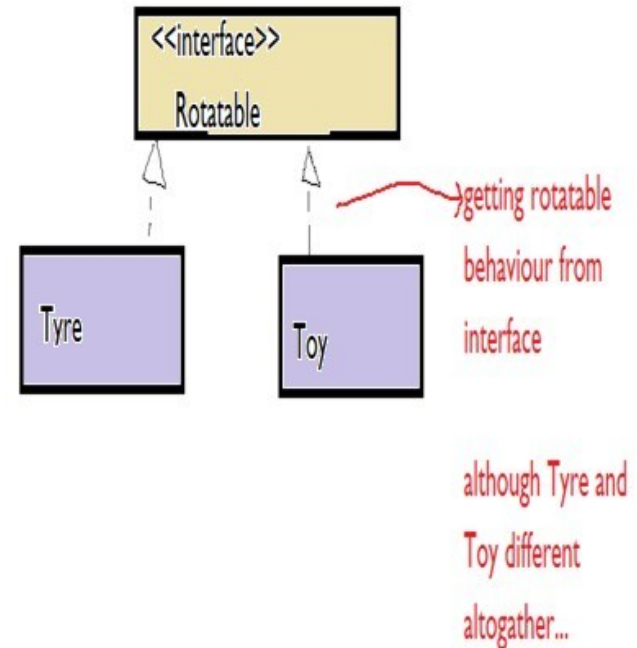 <<interface>>
Rotatable
Tyre
Toy
getting rotatable
behaviour from
interface
although Tyre and
Toy different
altogather...